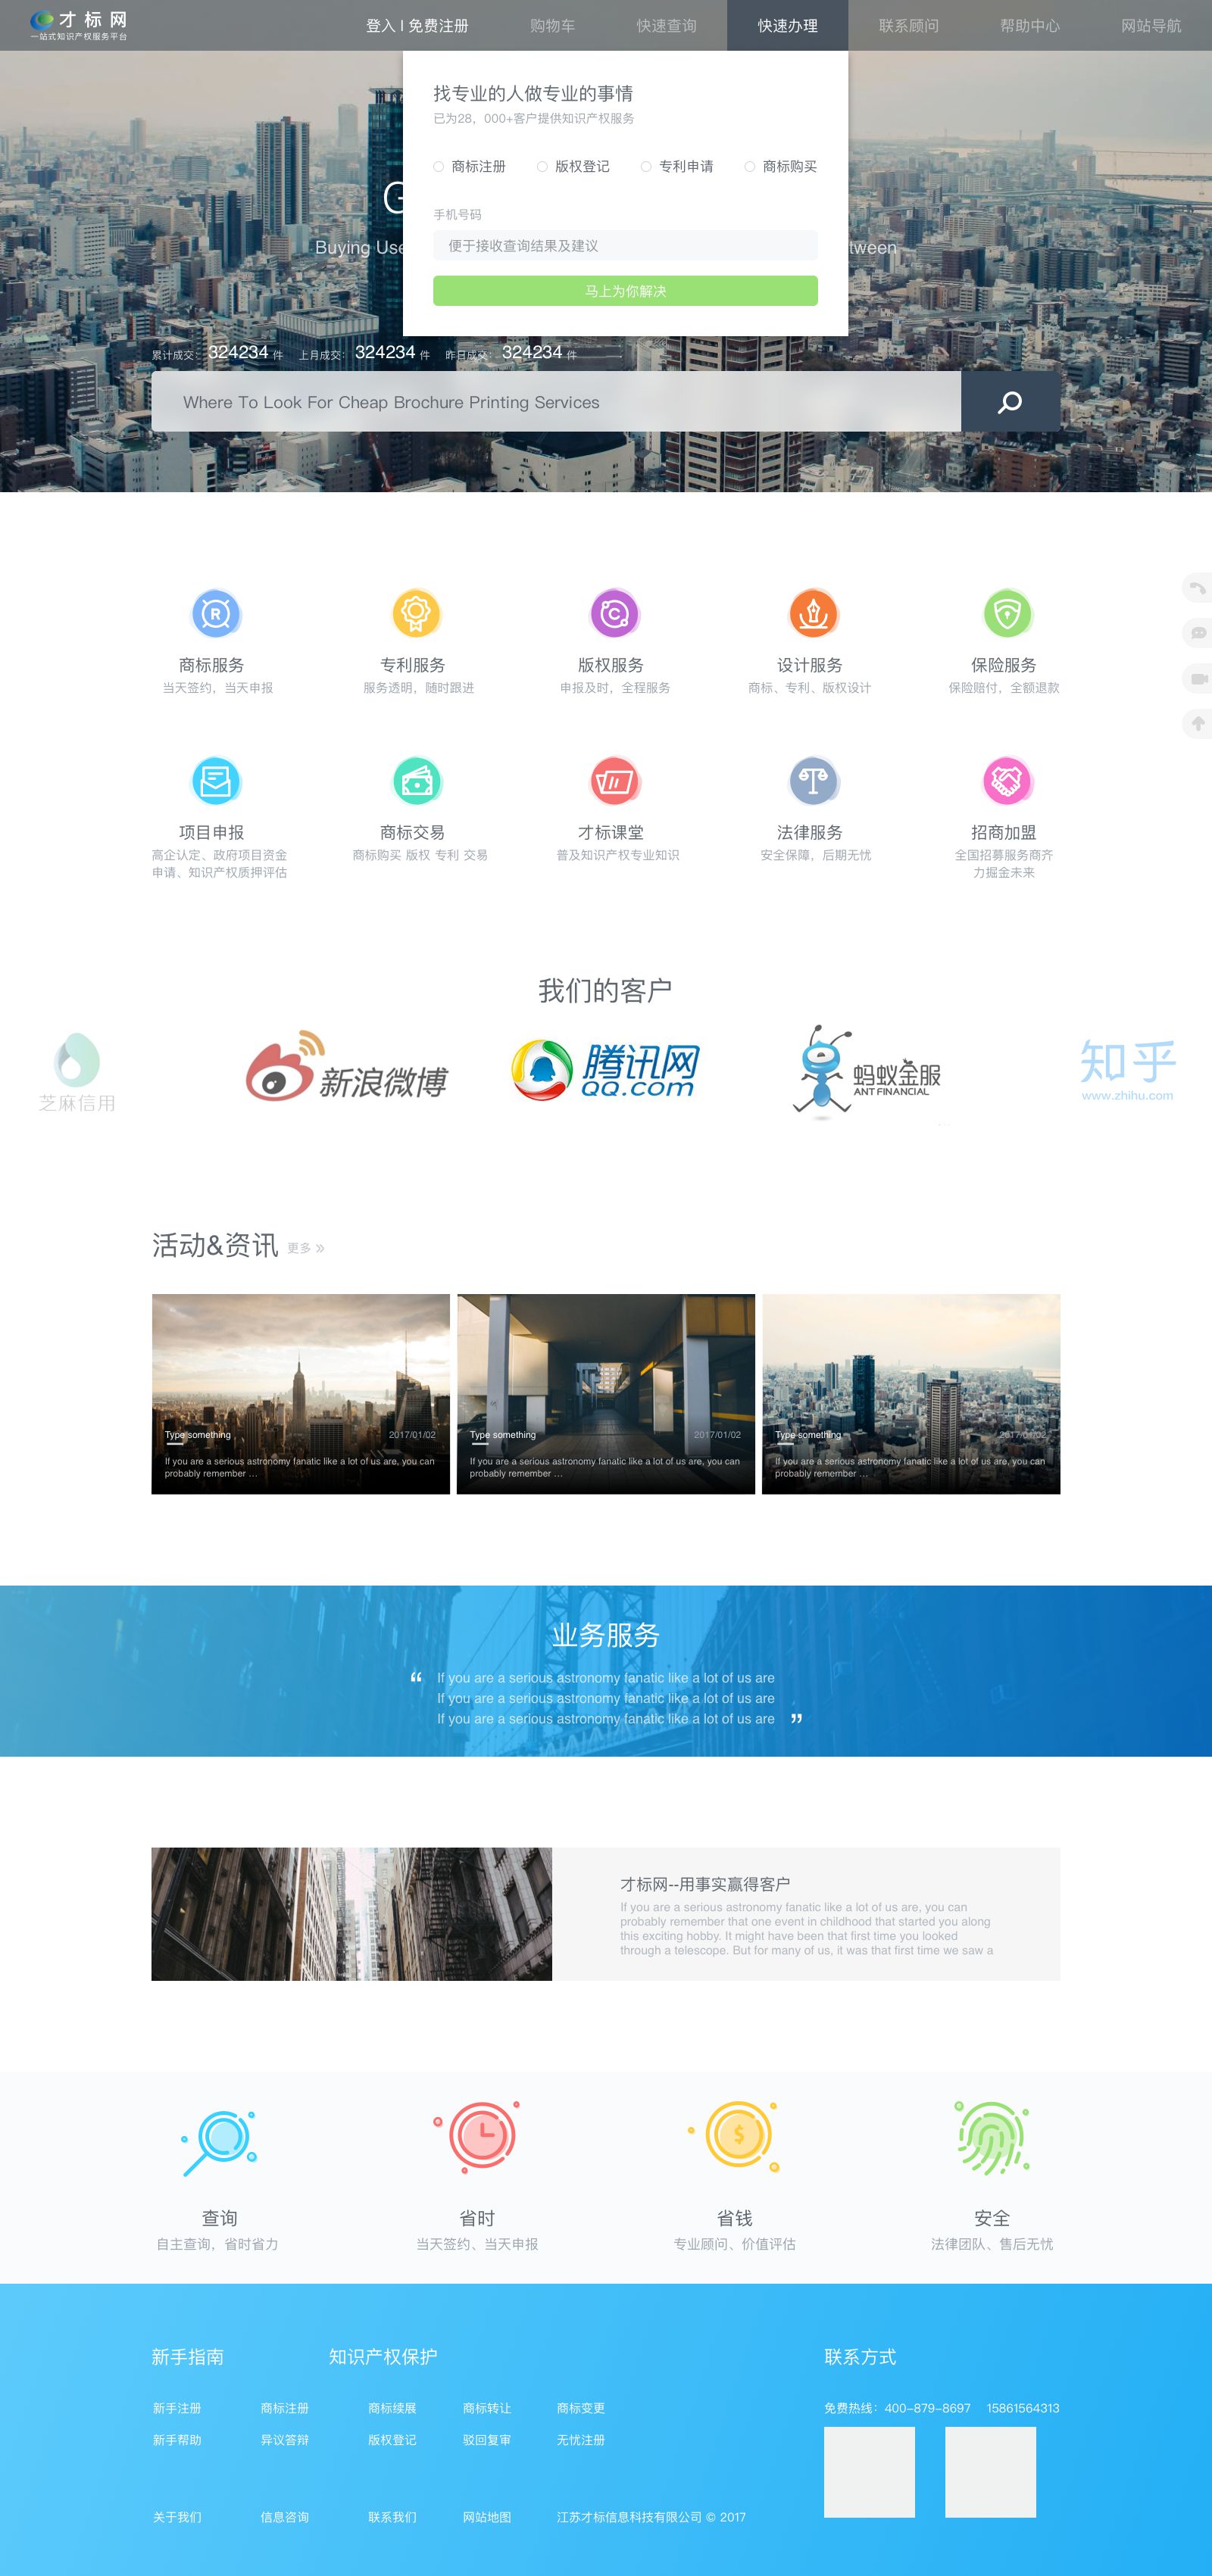 才标网
一站式知识产权服务平台
登入 | 免费注册
购物车
快速查询
快速办理
联系顾问
帮助中心
网站导航
找专业的人做专业的事情
已为28，000+客户提供知识产权服务
商标注册
版权登记
专利申请
商标购买
手机号码
便于接收查询结果及建议
马上为你解决
G
Buying Use
tween
累计成交： 324234 件
上月成交： 324234 件
昨日成交： 324234 件
Where To Look For Cheap Brochure Printing Services
商标服务
专利服务
版权服务
设计服务
保险服务
当天签约，当天申报
服务透明，随时跟进
申报及时，全程服务
商标、专利、版权设计
保险赔付，全额退款
项目申报
商标交易
才标课堂
法律服务
招商加盟
高企认定、政府项目资金
申请、知识产权质押评估
商标购买 版权 专利 交易
普及知识产权专业知识
安全保障，后期无忧
全国招募服务商齐
力掘金未来
我们的客户
芝麻信用
新浪微博
腾讯网
QQ.com
蚂蚁金服
ANT FINANCIAL
知乎
www.zhihu.com
活动&资讯 更多 »
Type something
2017/01/02
If you are a serious astronomy fanatic like a lot of us are, you can
probably remember …
Type something
2017/01/02
If you are a serious astronomy fanatic like a lot of us are, you can
probably remember …
Type something
2017/01/02
If you are a serious astronomy fanatic like a lot of us are, you can
probably remember …
业务服务
“ If you are a serious astronomy fanatic like a lot of us are
If you are a serious astronomy fanatic like a lot of us are
If you are a serious astronomy fanatic like a lot of us are ”
才标网--用事实赢得客户
If you are a serious astronomy fanatic like a lot of us are, you can
probably remember that one event in childhood that started you along
this exciting hobby. It might have been that first time you looked
through a telescope. But for many of us, it was that first time we saw a
查询
省时
省钱
安全
自主查询，省时省力
当天签约、当天申报
专业顾问、价值评估
法律团队、售后无忧
新手指南
知识产权保护
联系方式
新手注册
商标注册
商标续展
商标转让
商标变更
免费热线：400-879-8697 15861564313
新手帮助
异议答辩
版权登记
驳回复审
无忧注册
关于我们
信息咨询
联系我们
网站地图
江苏才标信息科技有限公司 © 2017